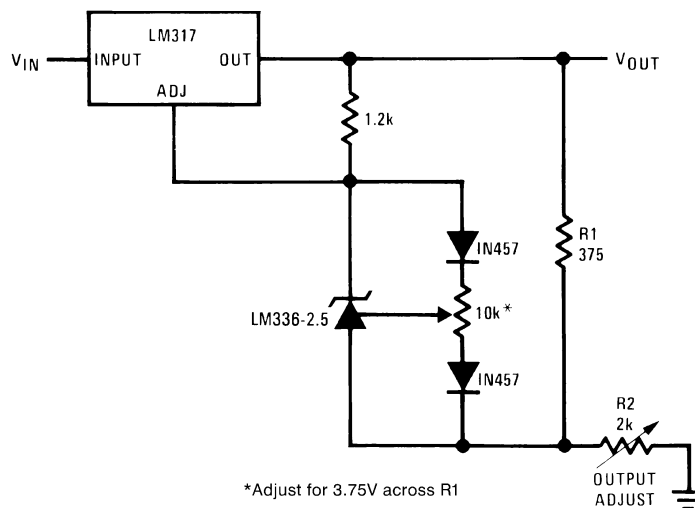 LM317
V_IN
INPUT
OUT
V_OUT
ADJ
1.2k
R1
375
IN457
LM336-2.5
10k*
IN457
R2
2k
OUTPUT
ADJUST
*Adjust for 3.75V across R1